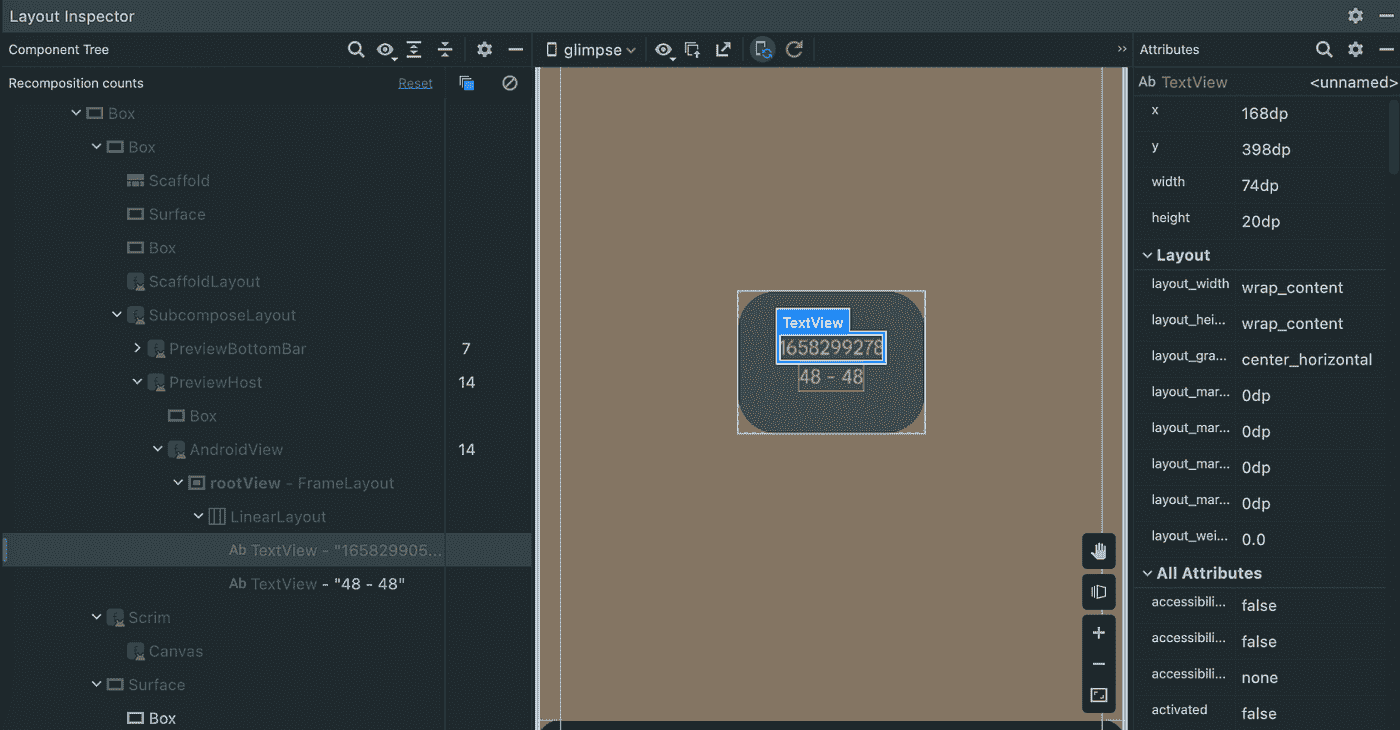 Layout Inspector
Component Tree
glimpse
Attributes
Recomposition counts
Reset
Box
Box
Scaffold
Surface
Box
ScaffoldLayout
SubcomposeLayout
PreviewBottomBar 7
PreviewHost 14
Box
AndroidView 14
rootView - FrameLayout
LinearLayout
Ab TextView - "165829905...
Ab TextView - "48 - 48"
Scrim
Canvas
Surface
Box
TextView
1658299278
48 - 48
Ab TextView <unnamed>
x 168dp
y 398dp
width 74dp
height 20dp
Layout
layout_width wrap_content
layout_hei... wrap_content
layout_gra... center_horizontal
layout_mar... 0dp
layout_mar... 0dp
layout_mar... 0dp
layout_mar... 0dp
layout_wei... 0.0
All Attributes
accessibili... false
accessibili... false
accessibili... none
activated false